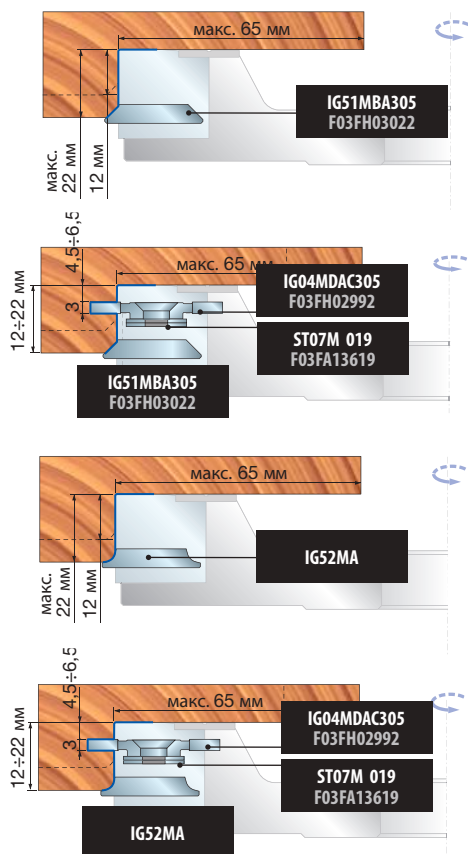 макс. 65 мм
макс.
22 мм
12 мм
IG51MBA305
F03FH03022
4,5÷6,5
макс. 65 мм
12÷22 мм
3
IG04MDAC305
F03FH02992
ST07M 019
F03FA13619
IG51MBA305
F03FH03022
макс. 65 мм
макс.
22 мм
12 мм
IG52MA
4,5÷6,5
макс. 65 мм
12÷22 мм
3
IG04MDAC305
F03FH02992
ST07M 019
F03FA13619
IG52MA